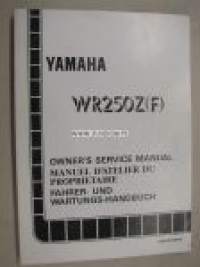 YAMAHA
WR250Z(F)
OWNER'S SERVICE MANUAL
MANUEL D'ATELIER DU
PROPRIETAIRE
FAHRER- UND
WARTUNGS-HANDBUCH